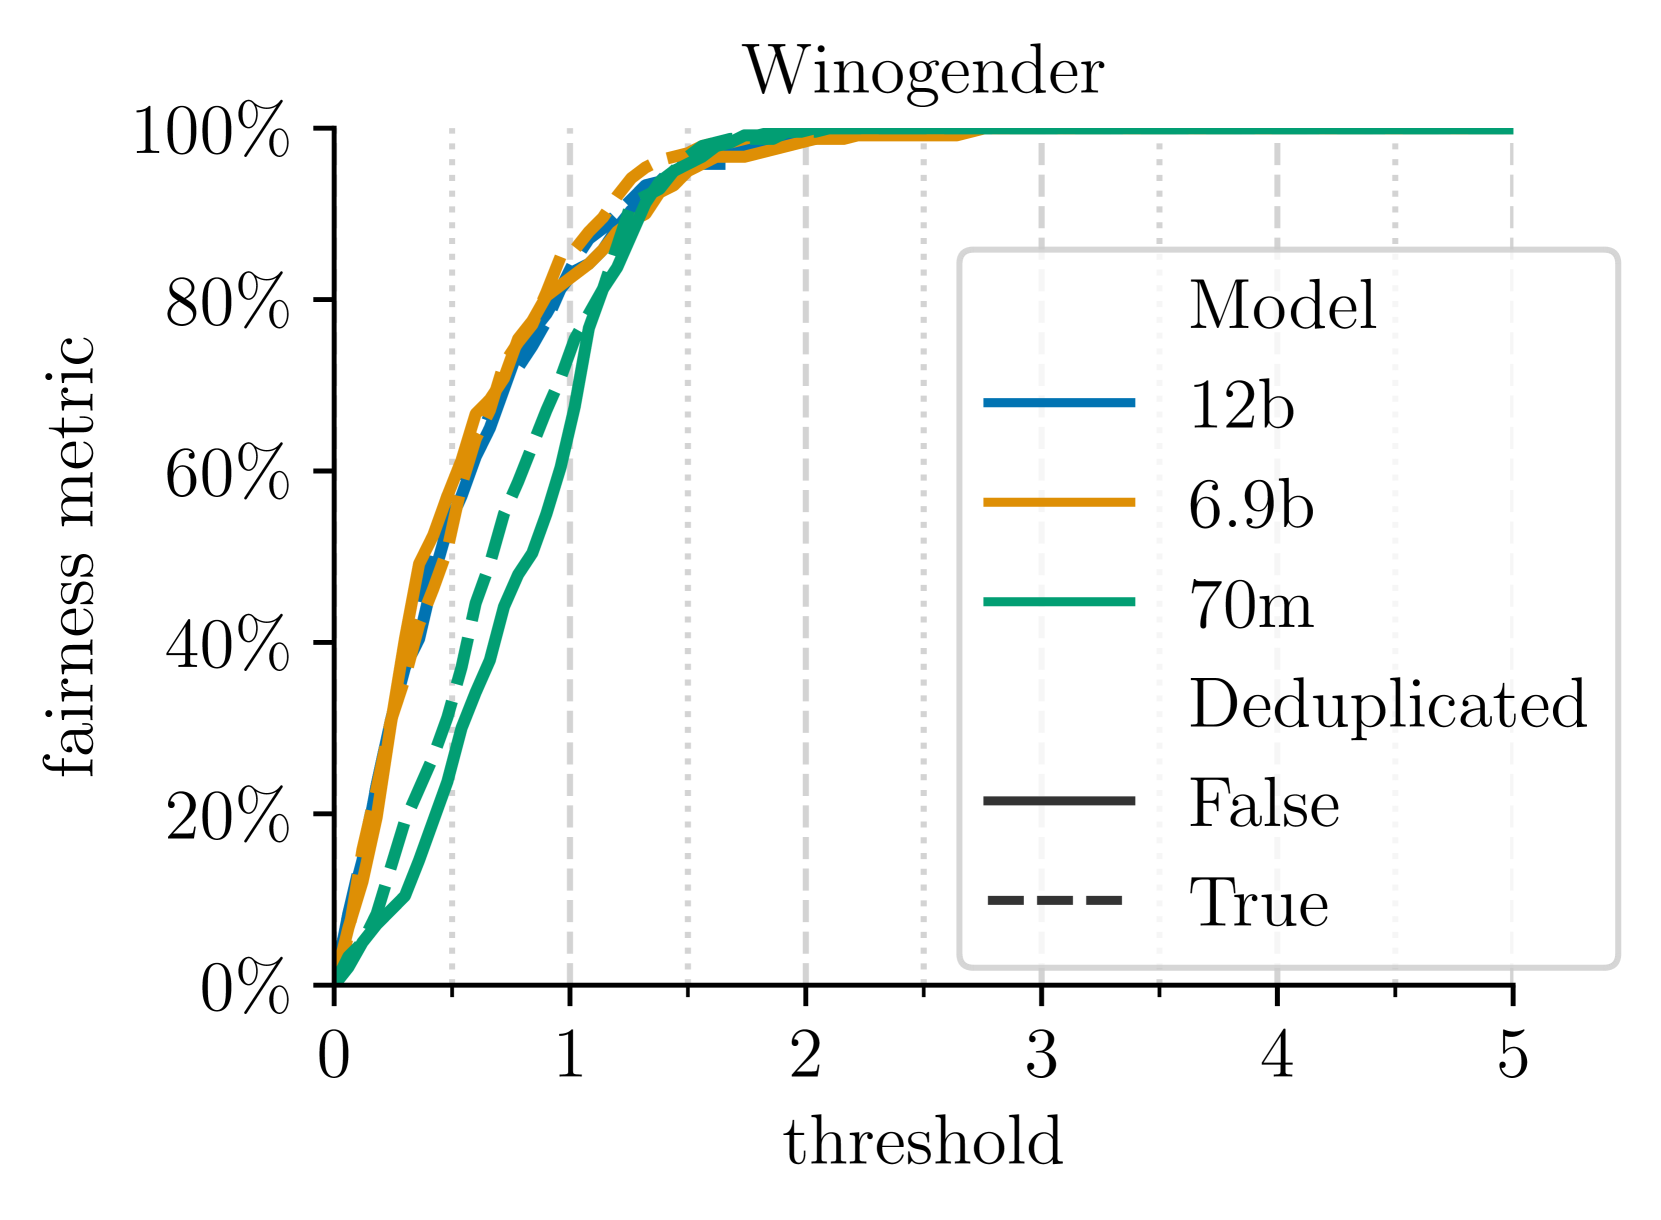 Winogender
100%
80%
60%
40%
20%
0%
fairness metric
0 1 2 3 4 5
threshold
Model
12b
6.9b
70m
Deduplicated
False
True